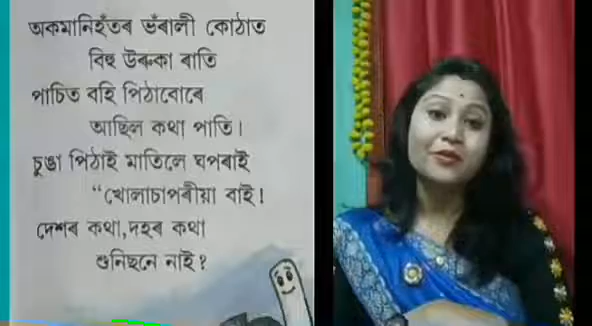 অকমানিহঁতৰ ভঁৰালী কোঠাত
বিহু উৰুকা ৰাতি
পাচিত বহি পিঠাবোৰে
আছিল কথা পাতি।
চুঙা পিঠাই মাতিলে ঘপৰাই
“খোলাচাপৰীয়া বাই!
দেশৰ কথা,দহৰ কথা
শুনিছনে নাই?